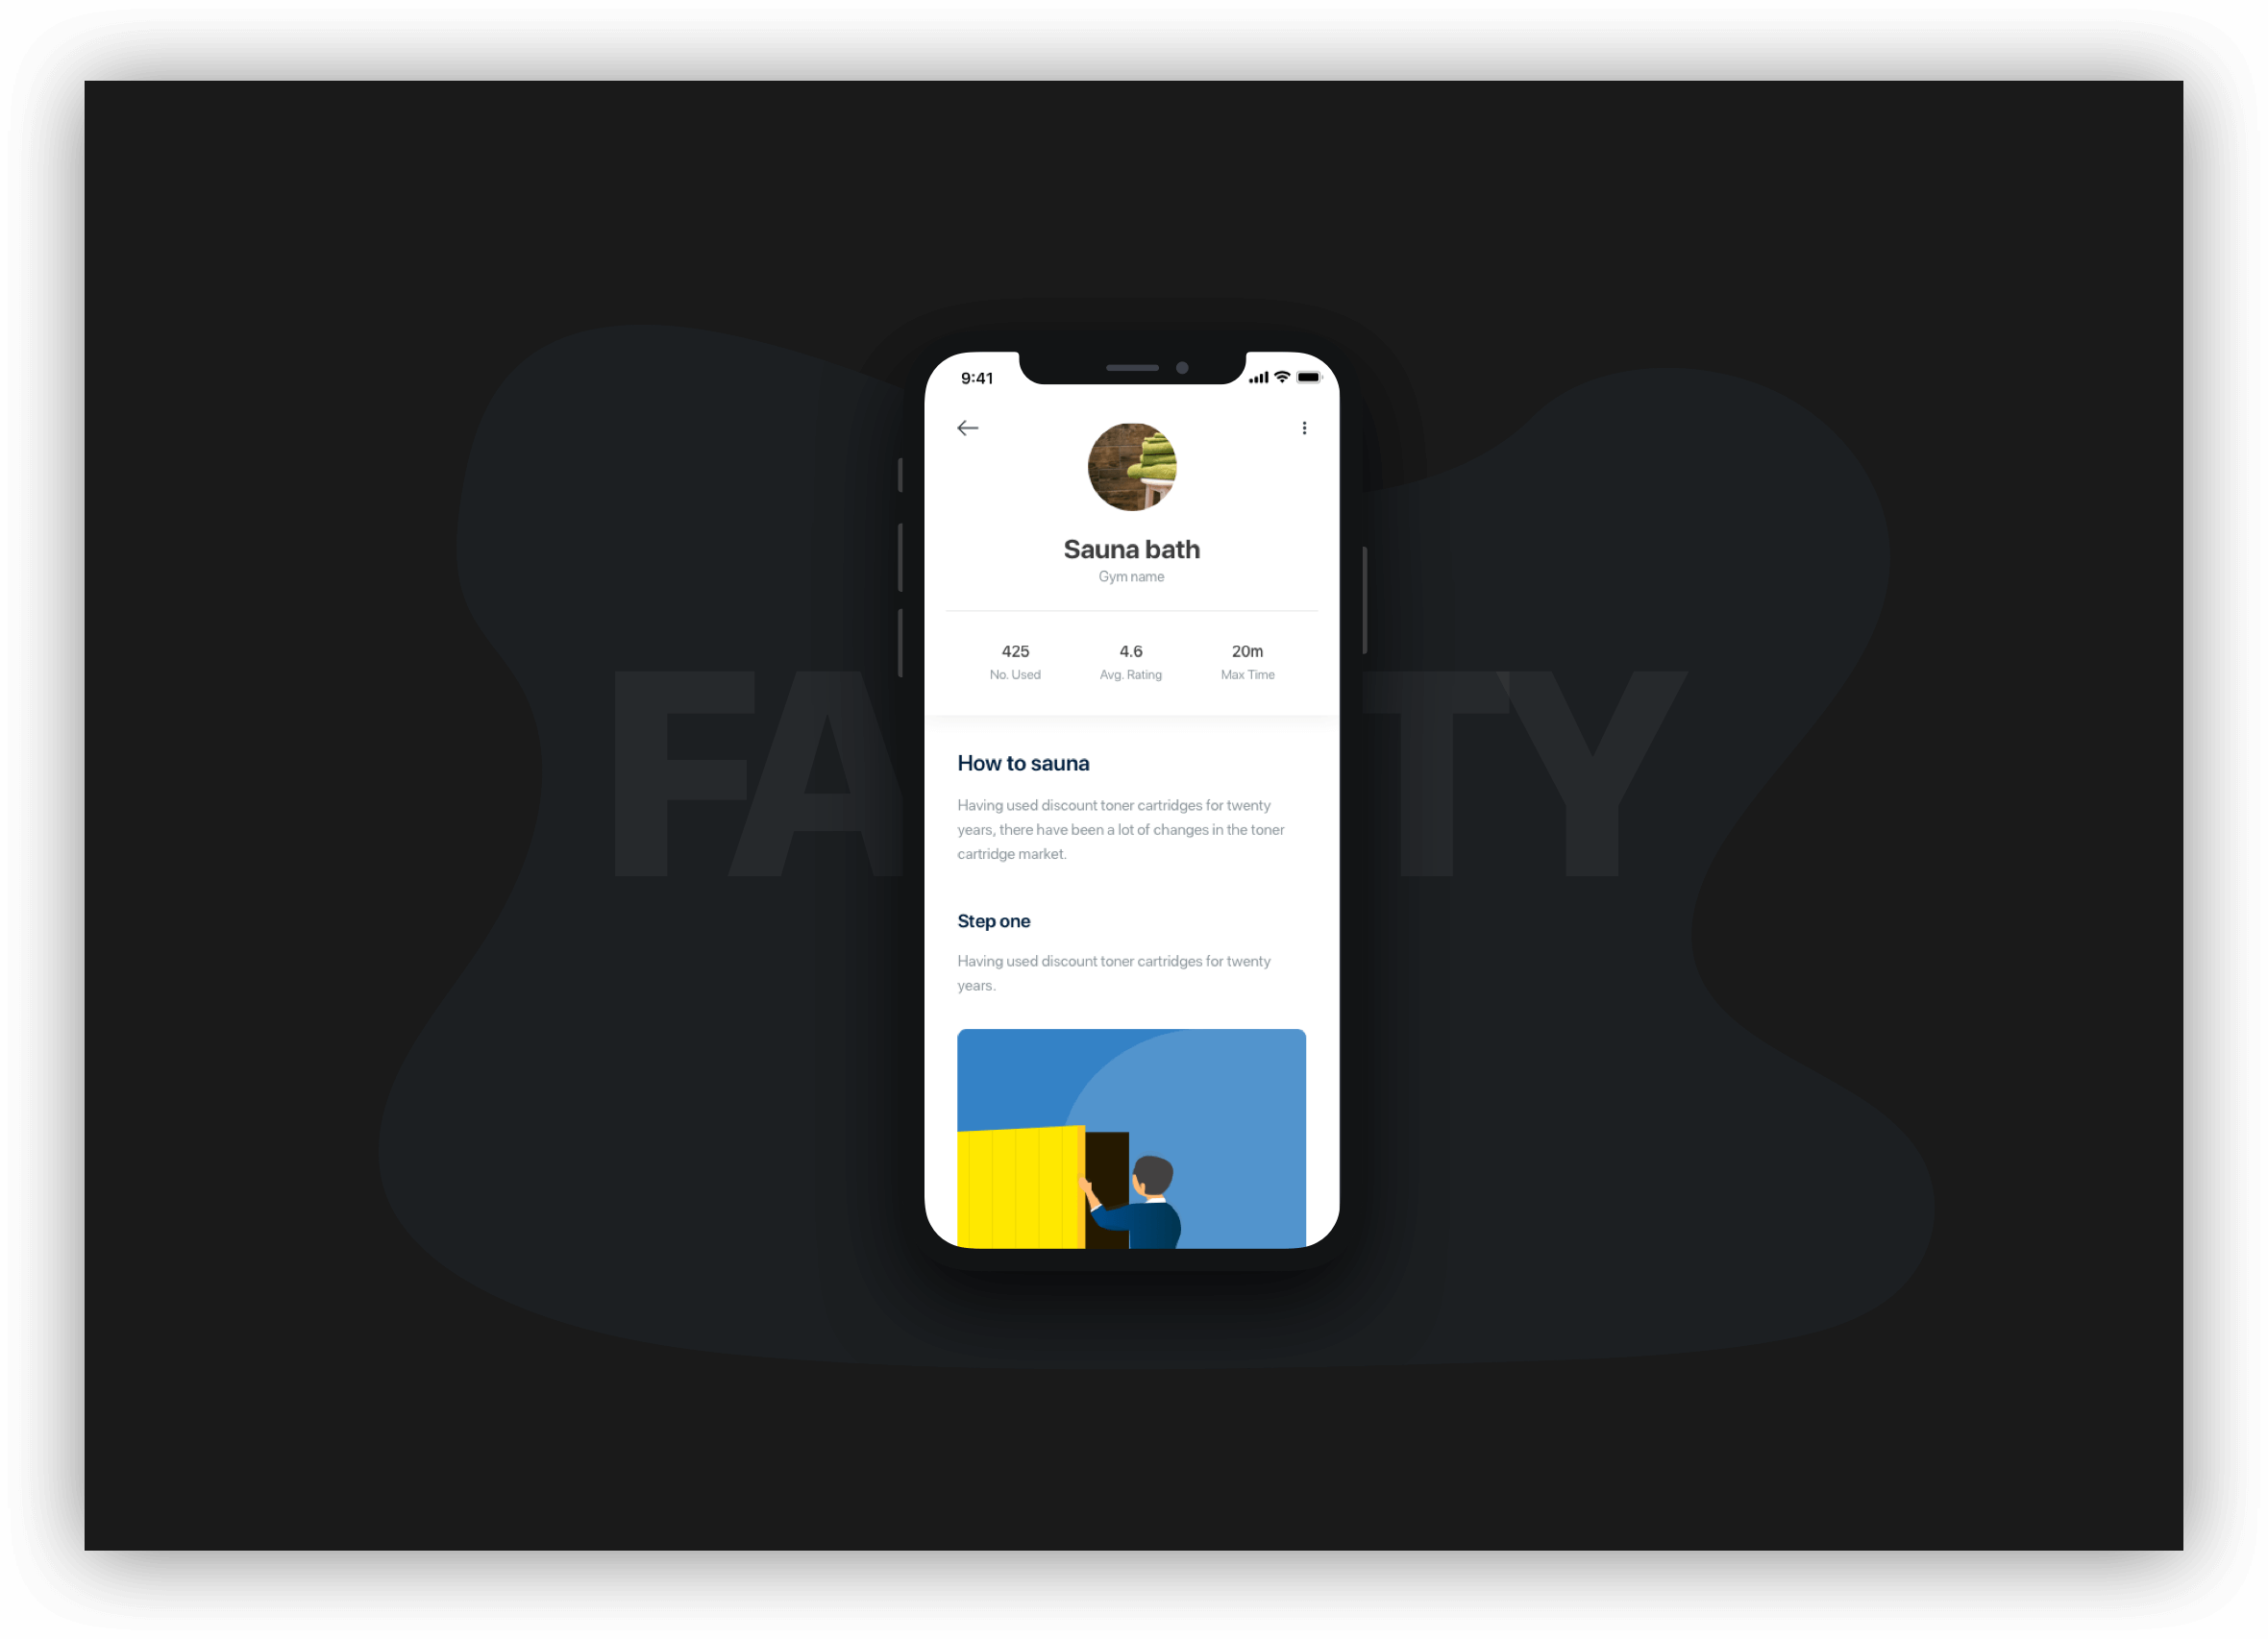 9:41
Sauna bath
Gym name
425 4.6 20m
No. Used Avg. Rating Max Time
FA TY
How to sauna
Having used discount toner cartridges for twenty
years, there have been a lot of changes in the toner
cartridge market.
Step one
Having used discount toner cartridges for twenty
years.